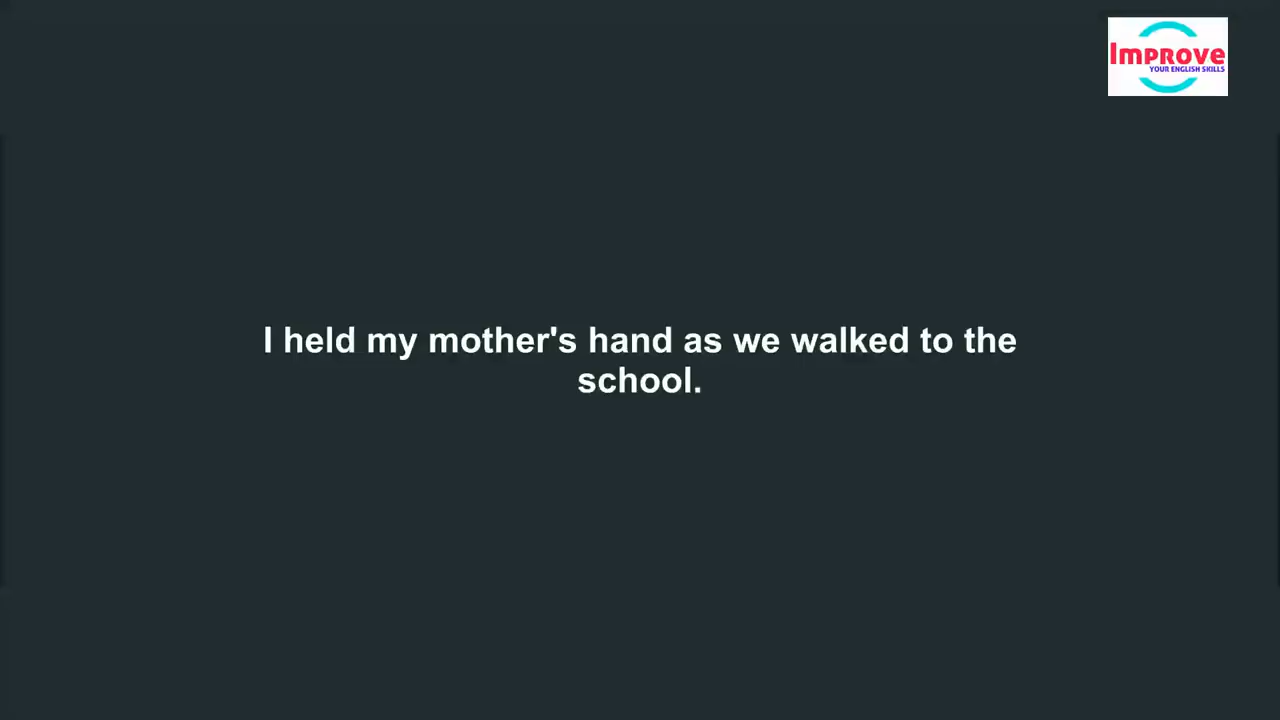 Improve
YOUR ENGLISH SKILLS
I held my mother's hand as we walked to the
school.